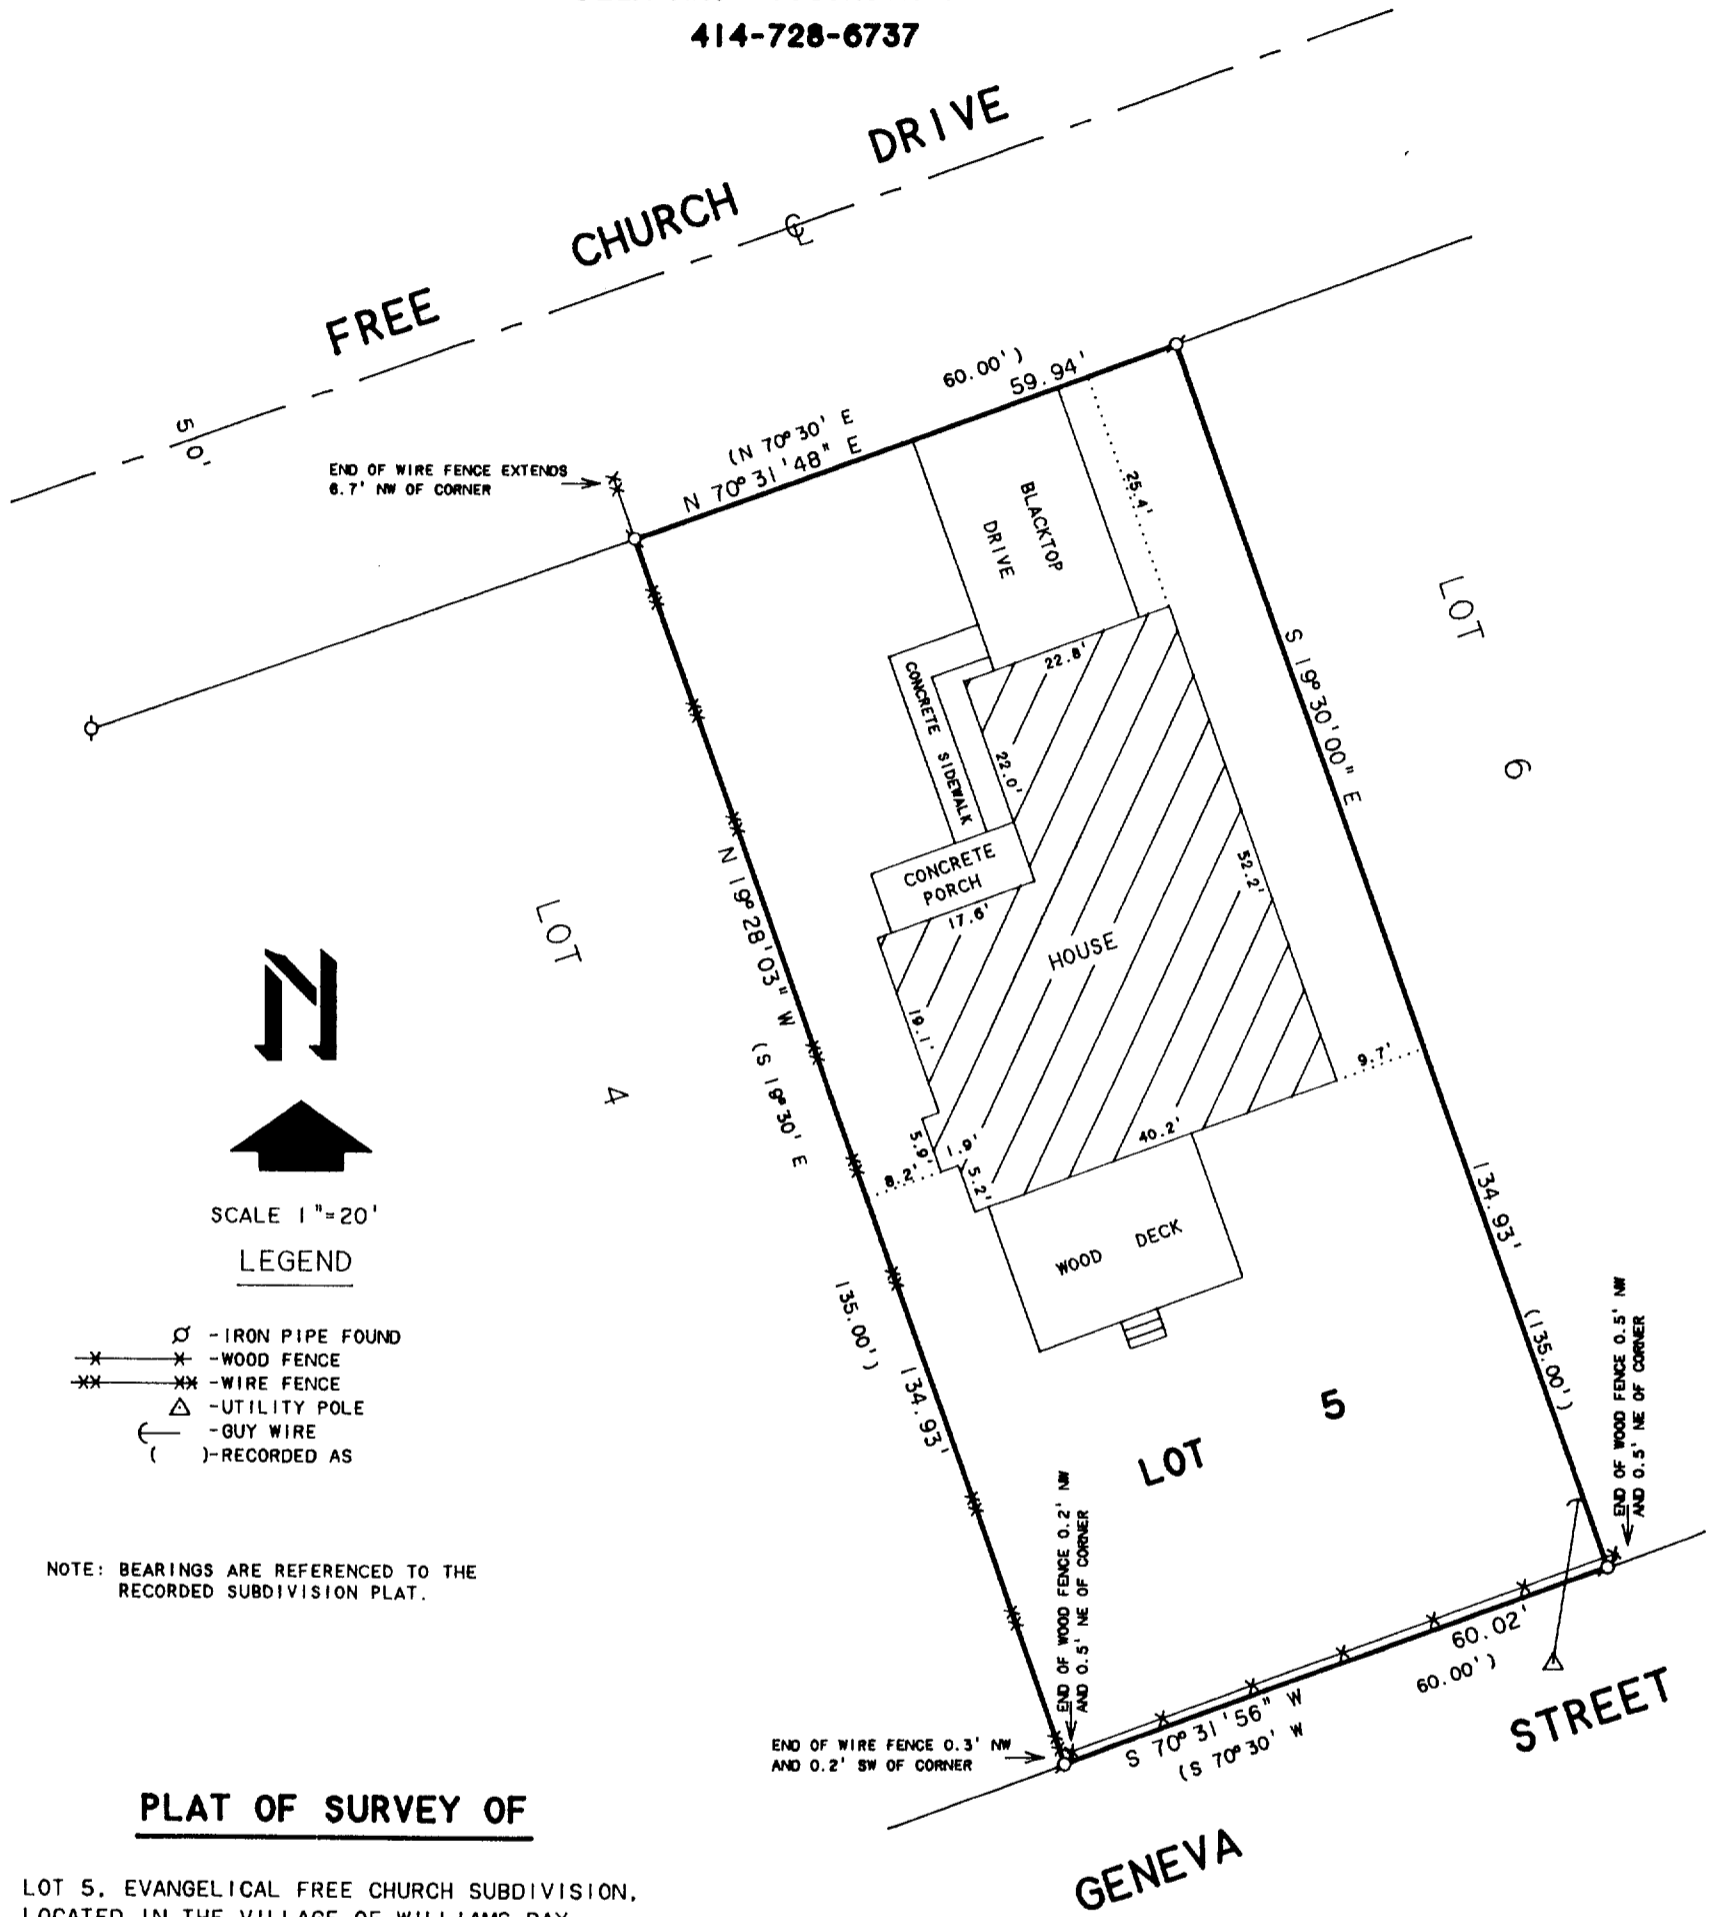 414-728-6737
FREE CHURCH DRIVE
50'
END OF WIRE FENCE EXTENDS
6.7' NW OF CORNER
(N 70°30' E 60.00')
N 70°31'48" E 59.94'
BLACKTOP
DRIVE
25.4'
LOT 6
S 19°30'00" E
134.93'
(135.00')
22.8'
CONCRETE SIDEWALK
22.0'
CONCRETE
PORCH
17.6'
52.2'
HOUSE
19.1'
9.7'
40.2'
5.9'
1.9'
8.2'
5.2'
WOOD DECK
LOT 4
N 19°28'03" W
134.93'
(S 19°30' E
135.00')
LOT 5
N
SCALE 1"=20'
LEGEND
-IRON PIPE FOUND
-WOOD FENCE
-WIRE FENCE
-UTILITY POLE
-GUY WIRE
( )-RECORDED AS
NOTE: BEARINGS ARE REFERENCED TO THE
RECORDED SUBDIVISION PLAT.
END OF WOOD FENCE 0.5' NW
AND 0.5' NE OF CORNER
END OF WOOD FENCE 0.2' NW
AND 0.5' NE OF CORNER
END OF WIRE FENCE 0.3' NW
AND 0.2' SW OF CORNER
S 70°31'56" W 60.02'
(S 70°30' W 60.00')
GENEVA STREET
PLAT OF SURVEY OF
LOT 5, EVANGELICAL FREE CHURCH SUBDIVISION,
LOCATED IN THE VILLAGE OF WILLIAMS BAY